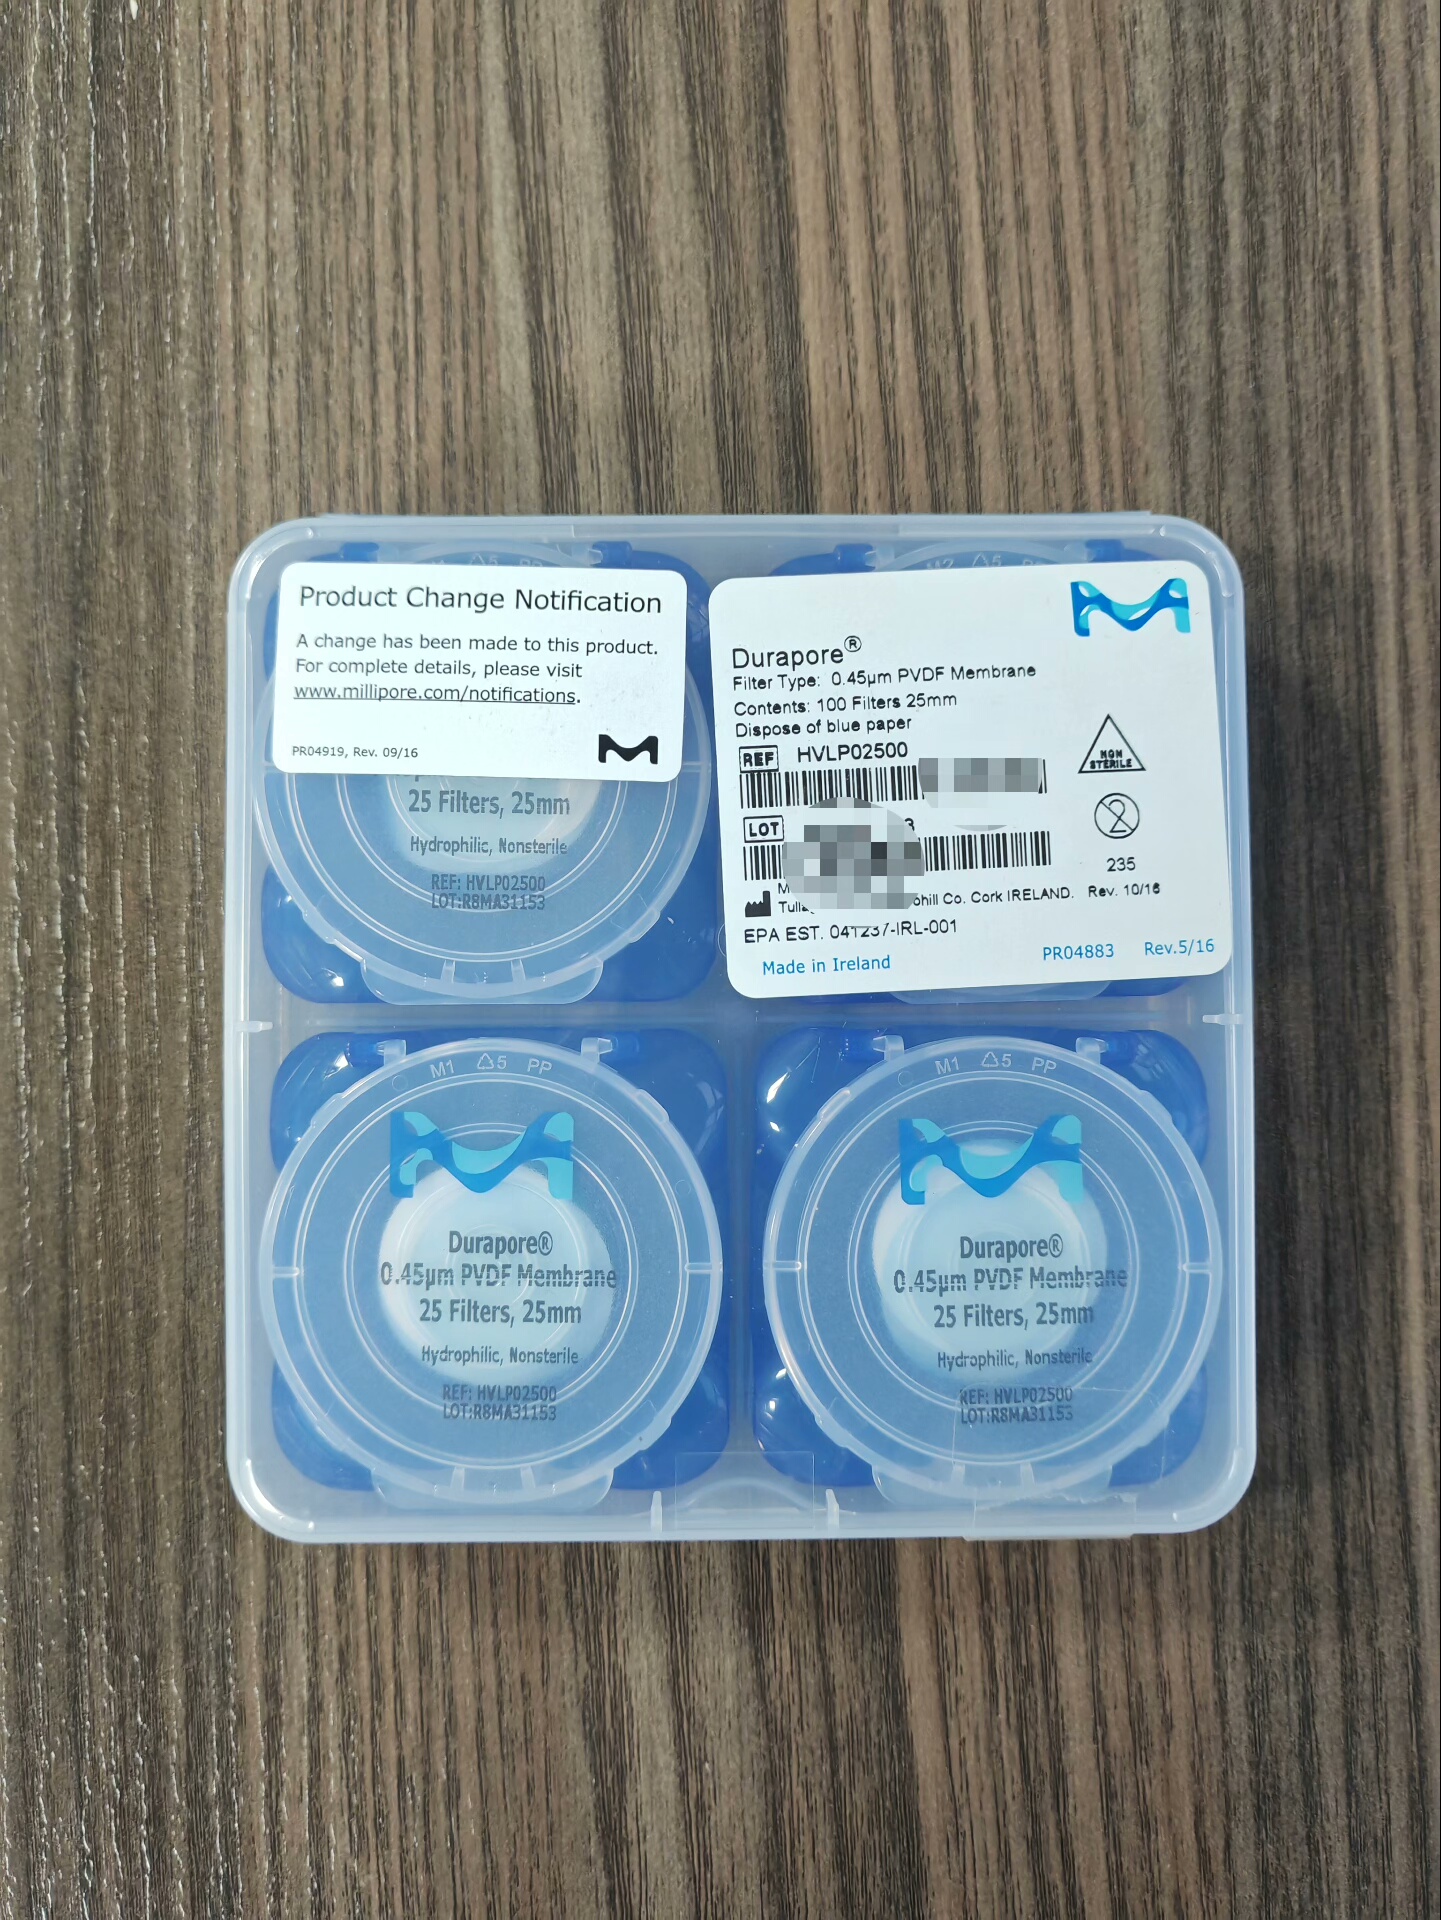 Product Change Notification
A change has been made to this product.
For complete details, please visit
www.millipore.com/notifications.
PR04919, Rev. 09/16
Durapore®
Filter Type: 0.45µm PVDF Membrane
Contents: 100 Filters 25mm
Dispose of blue paper
REF HVLP02500
NON
STERILE
LOT 3
2
235
Co. Cork IRELAND. Rev. 10/16
EPA EST. 041237-IRL-001
Made in Ireland
PR04883 Rev.5/16
25 Filters, 25mm
Hydrophilic, Nonsterile
REF: HVLP02500
LOT:R8MA31153
M1 5 PP
Durapore®
0.45µm PVDF Membrane
25 Filters, 25mm
Hydrophilic, Nonsterile
REF: HVLP02500
LOT:R8MA31153
M1 5 PP
Durapore®
0.45µm PVDF Membrane
25 Filters, 25mm
Hydrophilic, Nonsterile
REF: HVLP02500
LOT:R8MA31153